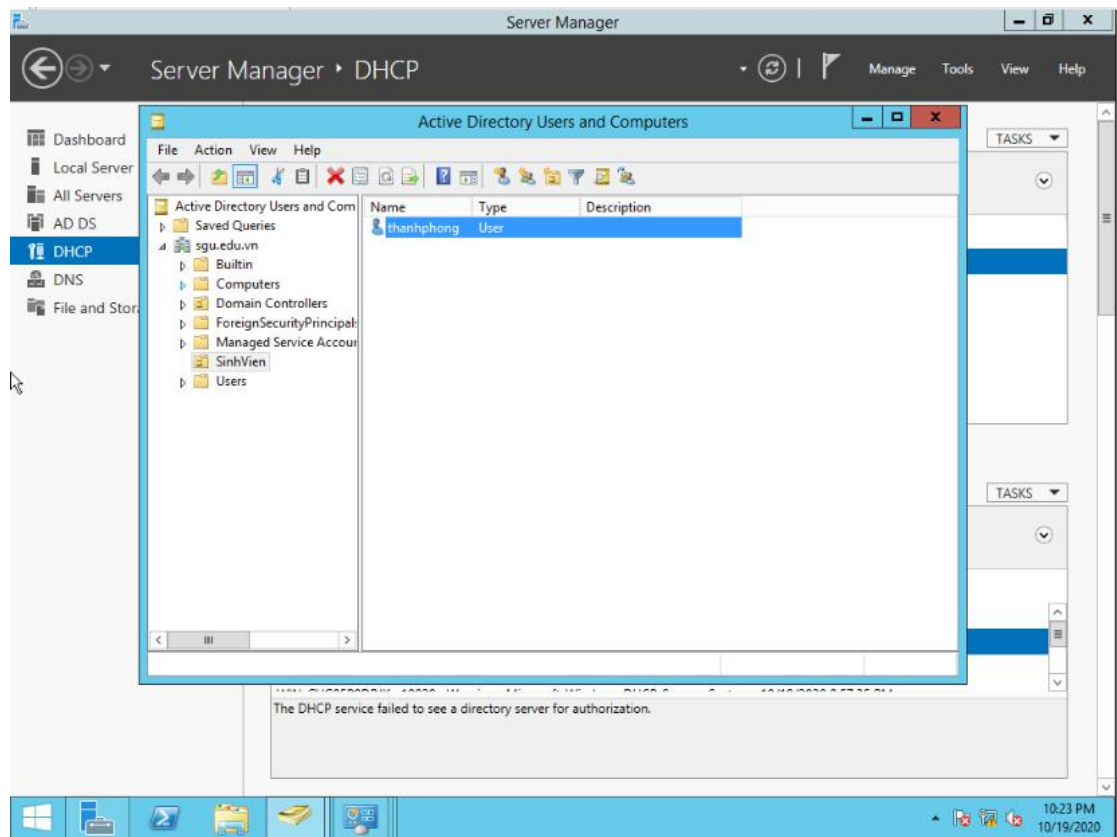 Server Manager
Server Manager • DHCP
Manage Tools View Help
Dashboard
Local Server
All Servers
AD DS
DHCP
DNS
File and Stor
TASKS
Active Directory Users and Computers
File Action View Help
Active Directory Users and Com
Saved Queries
sgu.edu.vn
Builtin
Computers
Domain Controllers
ForeignSecurityPrincipal
Managed Service Accour
SinhVien
Users
Name Type Description
thanhphong User
TASKS
The DHCP service failed to see a directory server for authorization.
10:23 PM
10/19/2020